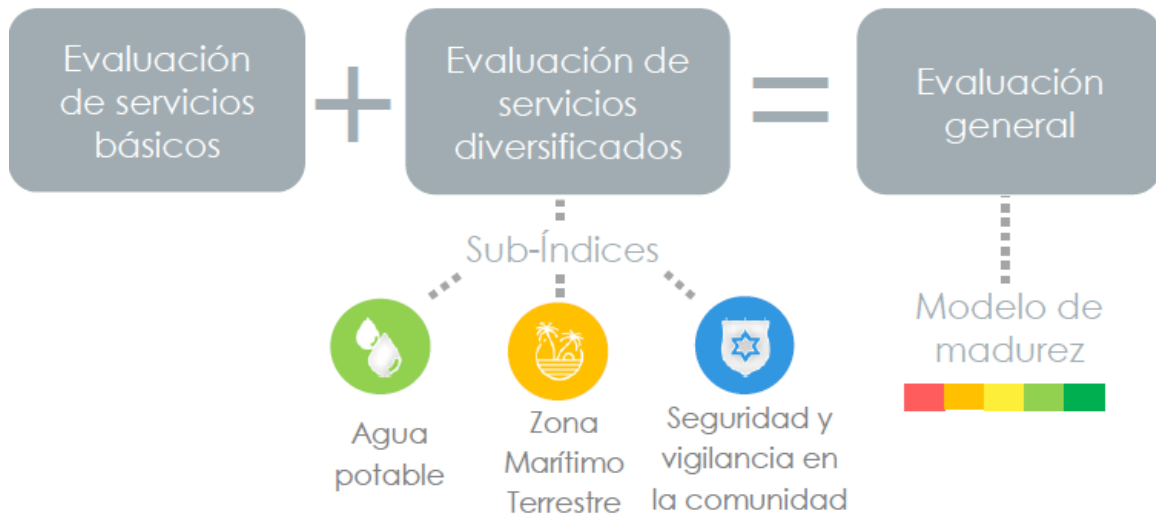 Evaluación
de servicios
básicos
+
Evaluación de
servicios
diversificados
=
Evaluación
general
Sub-Índices
Agua
potable
Zona
Marítimo
Terrestre
Seguridad y
vigilancia en
la comunidad
Modelo de
madurez